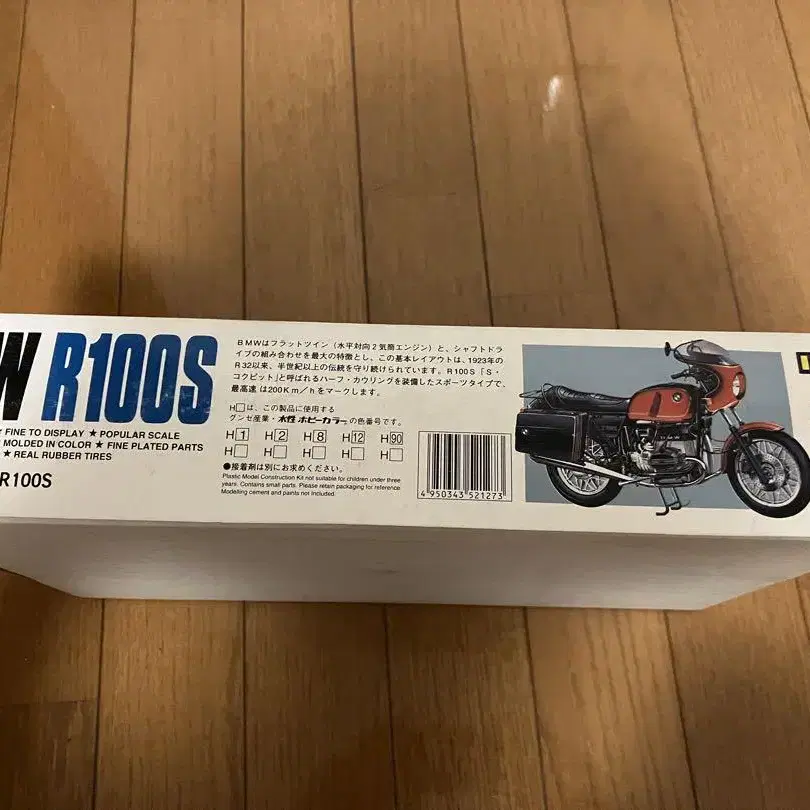 W R100S
FINE TO DISPLAY ★ POPULAR SCALE
MOLDED IN COLOR ★ FINE PLATED PARTS
★ REAL RUBBER TIRES
R100S
BMWはフラットツイン(水平対向2気筒エンジン)と、シャフトドラ
イブの組み合わせを最大の特徴とし、この基本レイアウトは、1923年の
R32以来、半世紀以上の伝統を守り続けられています。R100S「S・
コクピット」と呼ばれるハーフ・カウリングを装備したスポーツタイプで、
最高速は200Km/hをマークします。
H□は、この製品に使用する
グンゼ産業・水性ホビーカラーの色番号です。
H1 H2 H8 H12 H90
H□ H□ H□ H□ H□
●接着剤は別にお求めください。
Plastic Model Construction Kit not suitable for children under three
years. Contains small parts. Please retain packaging for reference
Modelling cement and paints not included.
4 950343 521273